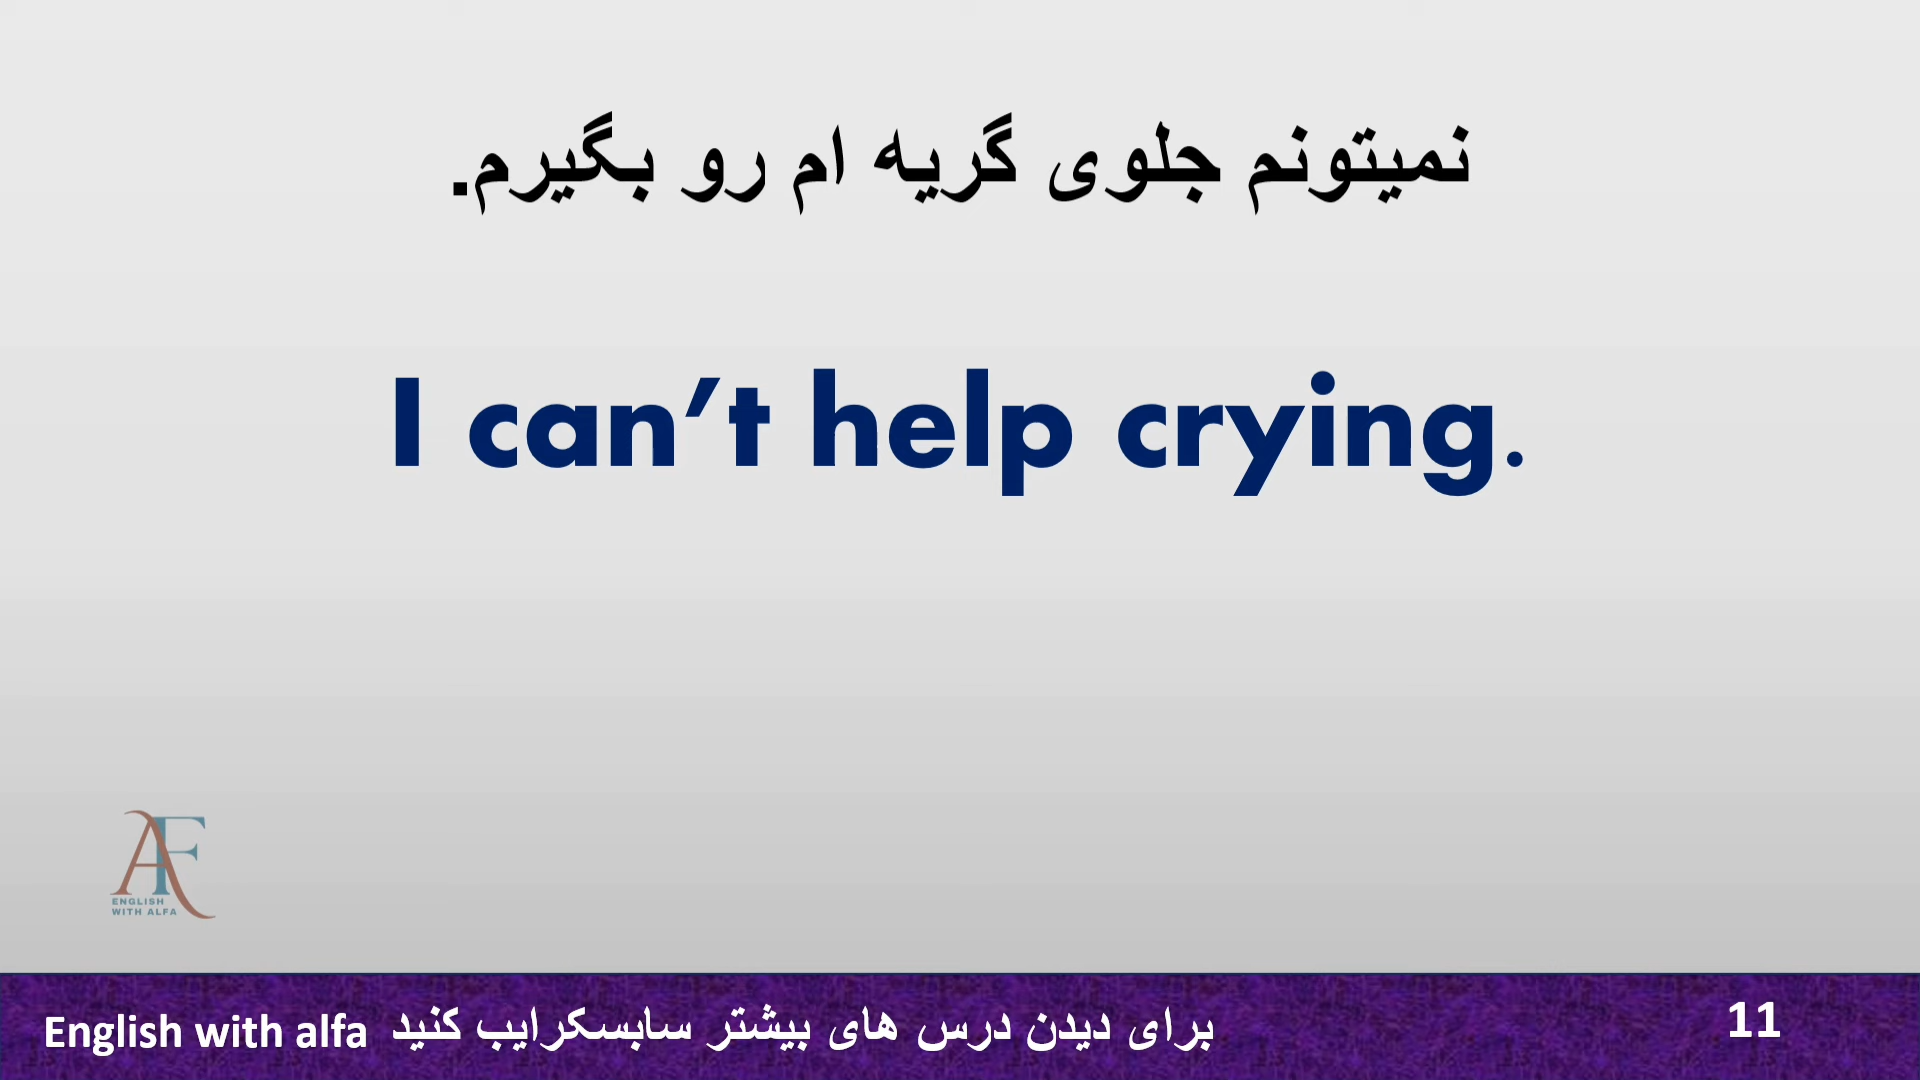 نمیتونم جلوی گریه ام رو بگیرم.
I can’t help crying.
AF
ENGLISH
WITH ALFA
English with alfa برای دیدن درس های بیشتر سابسکرایب کنید
11